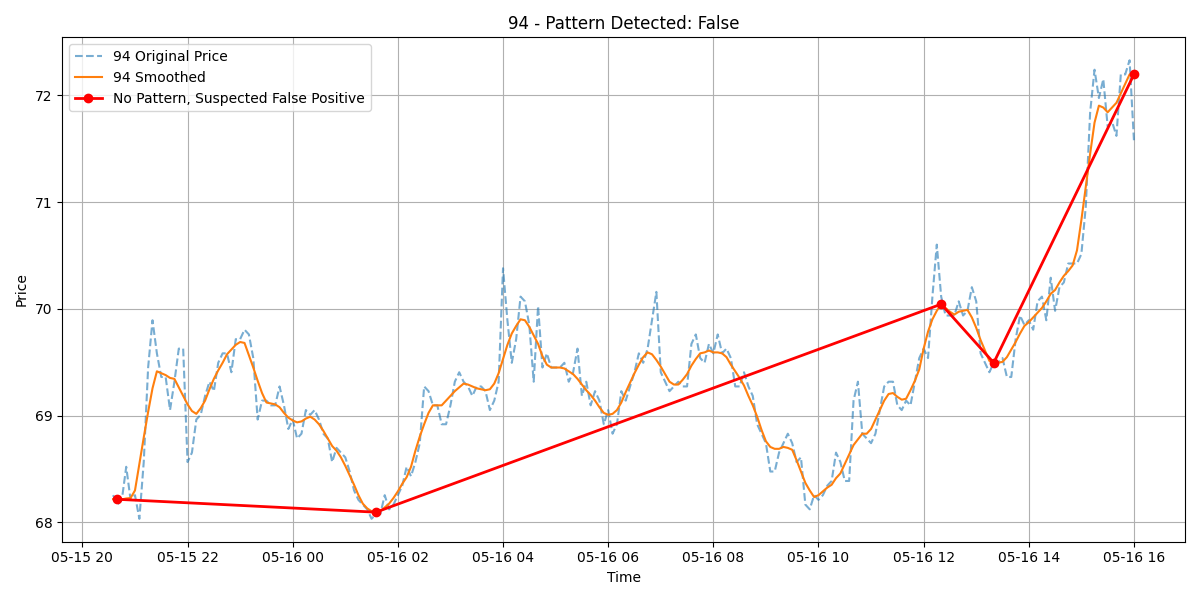 94 - Pattern Detected: False
94 Original Price
94 Smoothed
No Pattern, Suspected False Positive
Price
72
71
70
69
68
05-15 20 05-15 22 05-16 00 05-16 02 05-16 04 05-16 06 05-16 08 05-16 10 05-16 12 05-16 14 05-16 16
Time